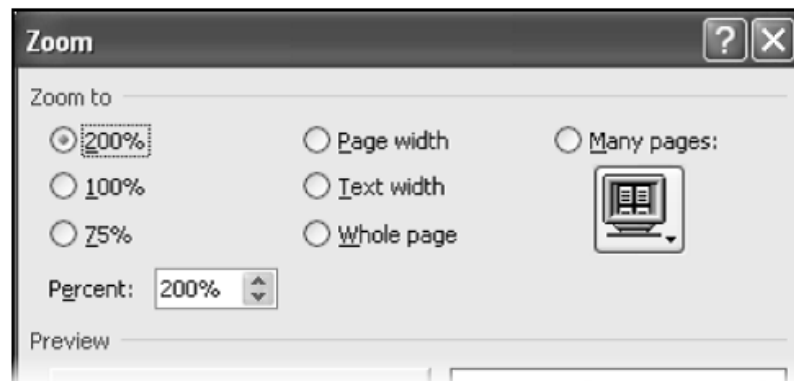 Zoom
Zoom to
200% Page width Many pages:
100% Text width
75% Whole page
Percent: 200%
Preview